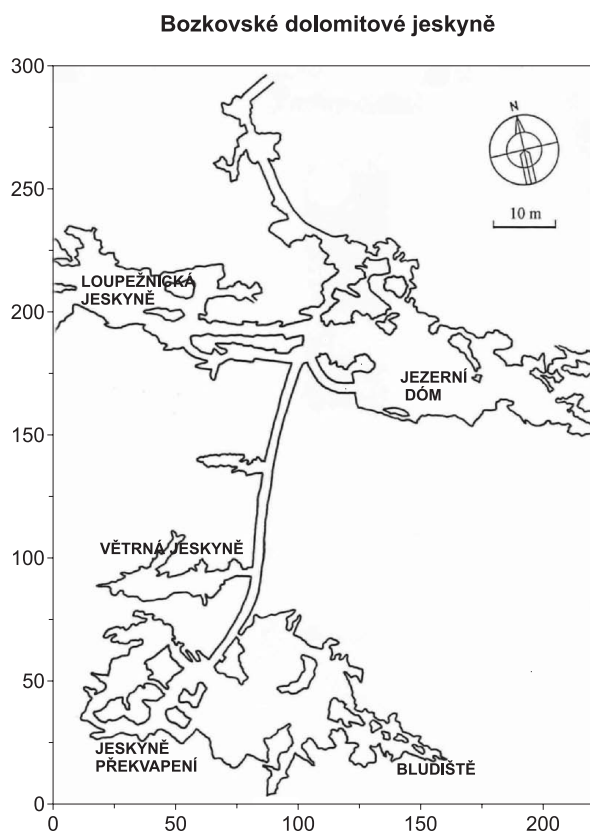 Bozkovské dolomitové jeskyně
300
250
200
150
100
50
0
0
50
100
150
200
N
10 m
LOUPEŽNICKÁ
JESKYNĚ
JEZERNÍ
DÓM
VĚTRNÁ JESKYNĚ
JESKYNĚ
PŘEKVAPENÍ
BLUDIŠTĚ